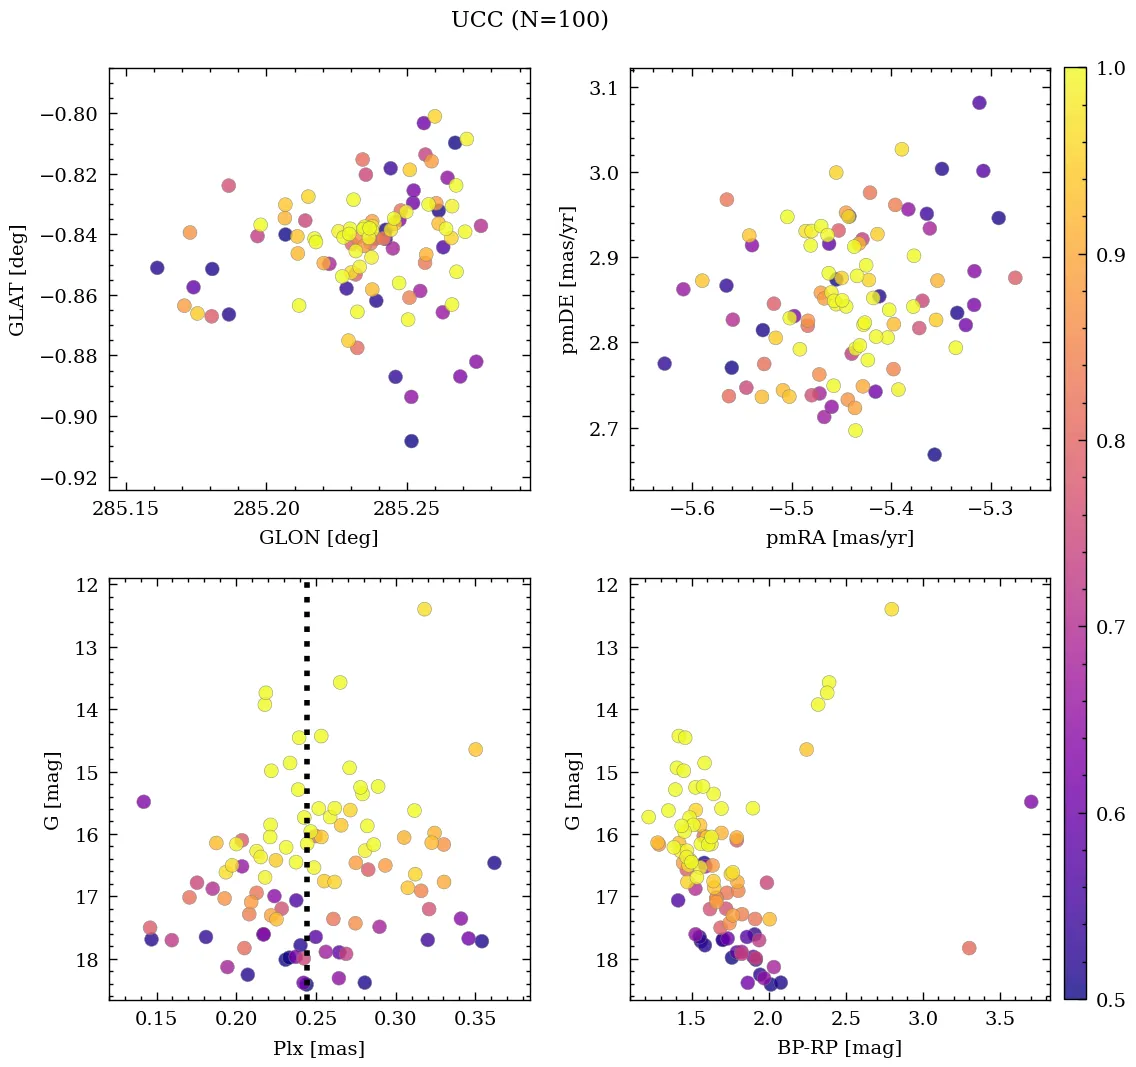 UCC (N=100)
−0.80
−0.82
−0.84
−0.86
−0.88
−0.90
−0.92
GLAT [deg]
285.15 285.20 285.25
GLON [deg]
3.1
3.0
2.9
2.8
2.7
pmDE [mas/yr]
−5.6 −5.5 −5.4 −5.3
pmRA [mas/yr]
1.0
0.9
0.8
0.7
0.6
0.5
12
13
14
15
16
17
18
G [mag]
0.15 0.20 0.25 0.30 0.35
Plx [mas]
12
13
14
15
16
17
18
G [mag]
1.5 2.0 2.5 3.0 3.5
BP-RP [mag]